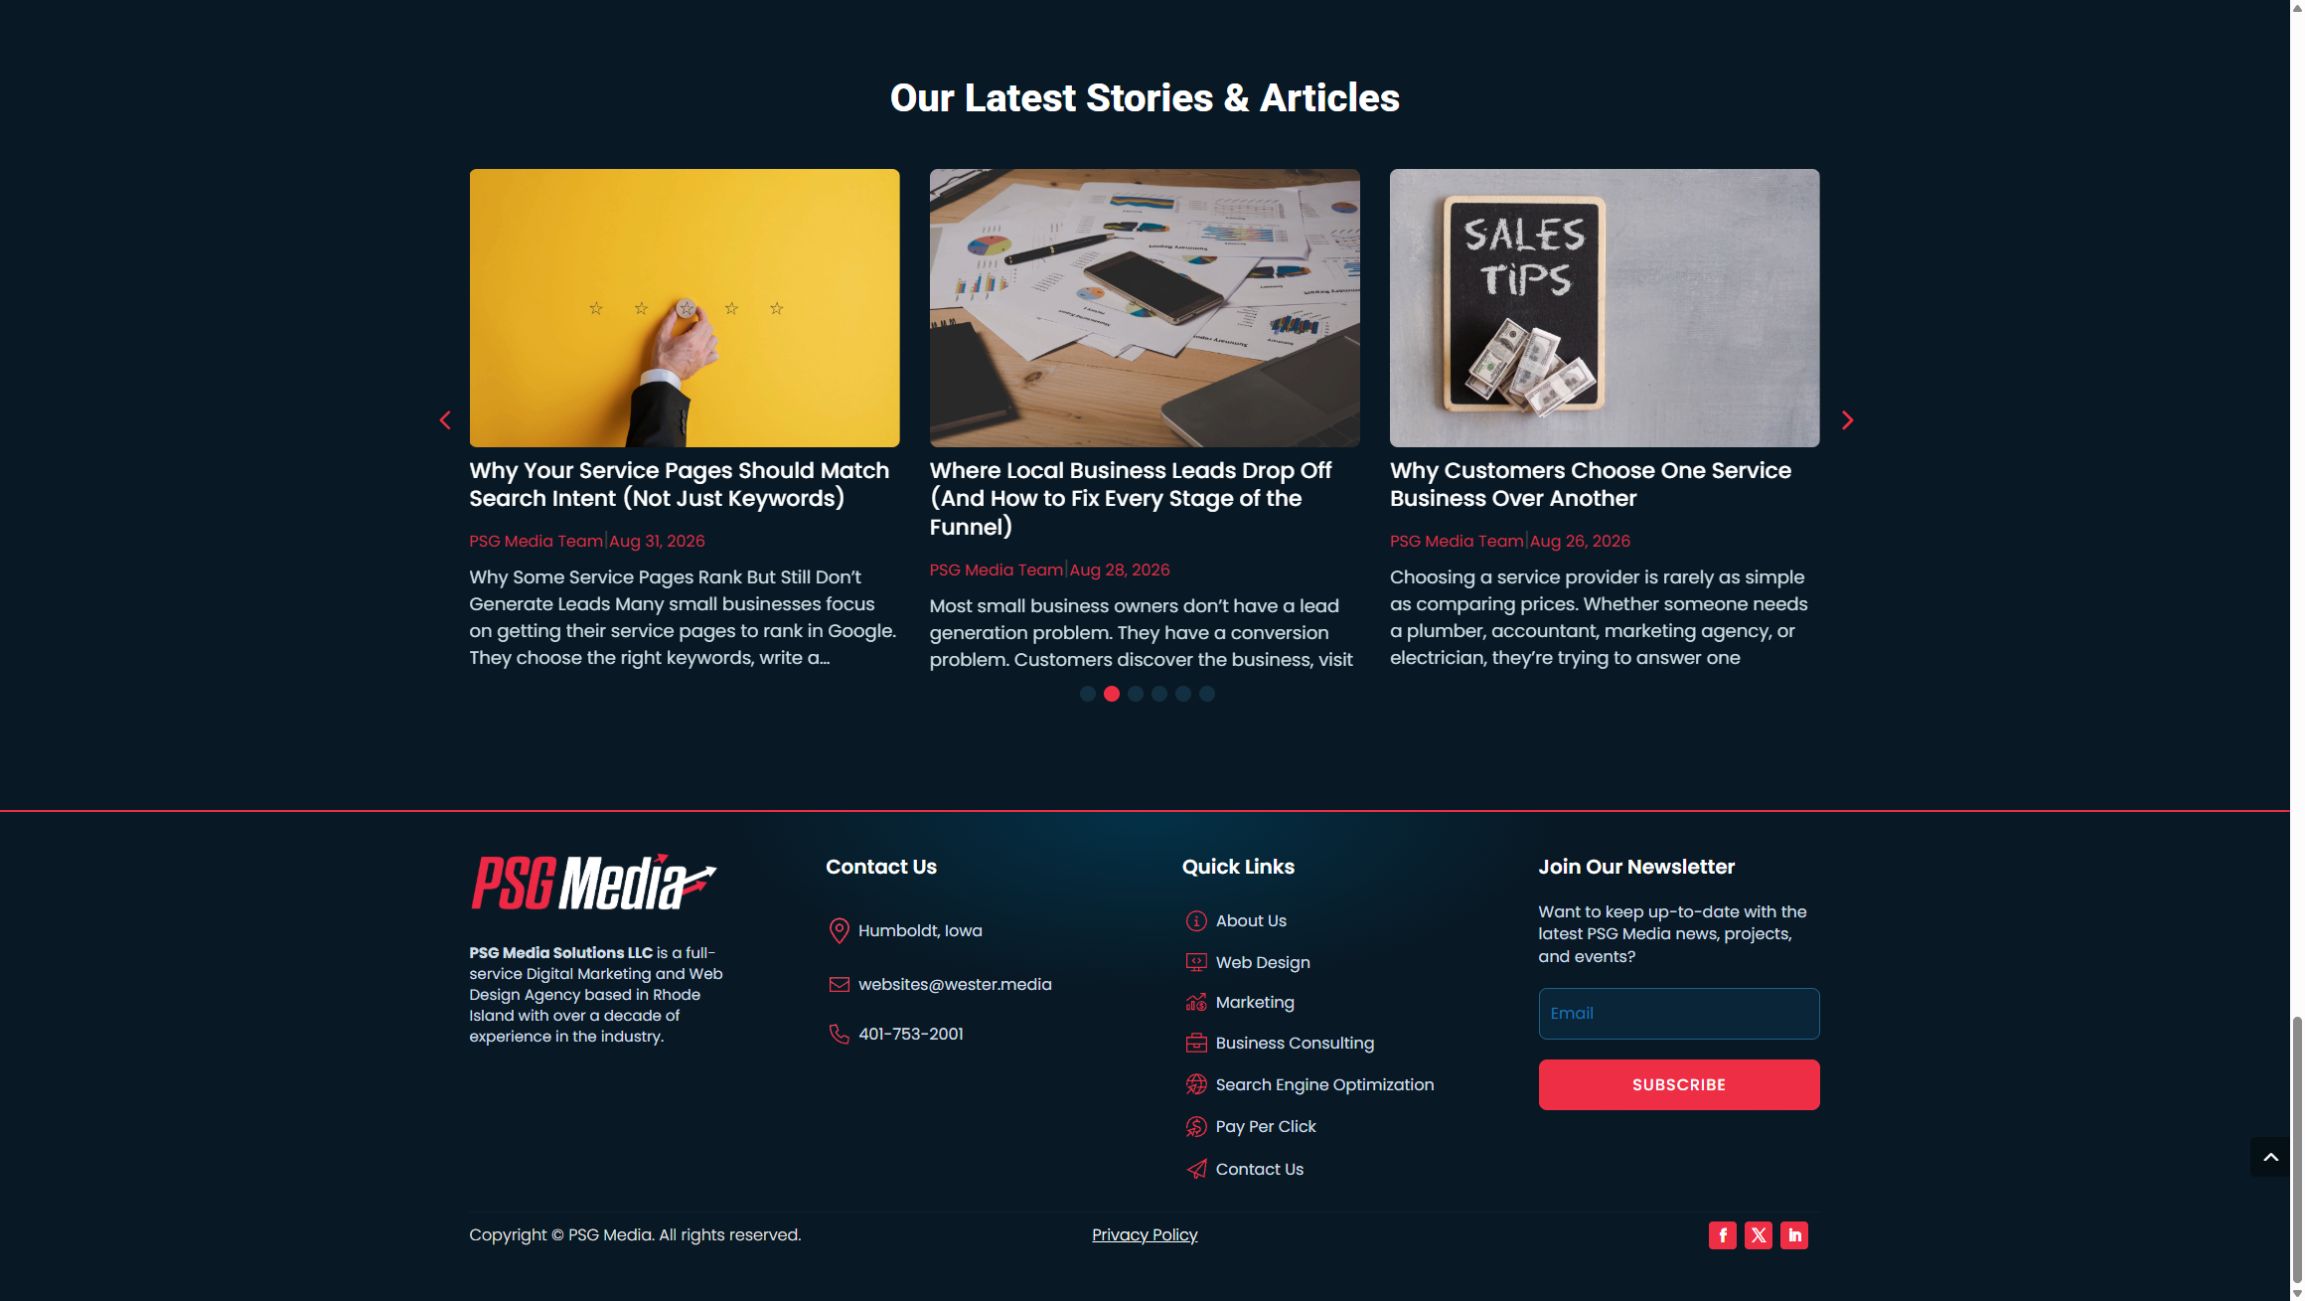 Our Latest Stories & Articles
SALES
TIPS
Why Your Service Pages Should Match
Search Intent (Not Just Keywords)
PSG Media Team|Aug 31, 2026
Why Some Service Pages Rank But Still Don’t
Generate Leads Many small businesses focus
on getting their service pages to rank in Google.
They choose the right keywords, write a...
Where Local Business Leads Drop Off
(And How to Fix Every Stage of the
Funnel)
PSG Media Team|Aug 28, 2026
Most small business owners don’t have a lead
generation problem. They have a conversion
problem. Customers discover the business, visit
Why Customers Choose One Service
Business Over Another
PSG Media Team|Aug 26, 2026
Choosing a service provider is rarely as simple
as comparing prices. Whether someone needs
a plumber, accountant, marketing agency, or
electrician, they’re trying to answer one
PSG Media
PSG Media Solutions LLC is a full-
service Digital Marketing and Web
Design Agency based in Rhode
Island with over a decade of
experience in the industry.
Contact Us
Humboldt, Iowa
websites@wester.media
401-753-2001
Quick Links
About Us
Web Design
Marketing
Business Consulting
Search Engine Optimization
Pay Per Click
Contact Us
Join Our Newsletter
Want to keep up-to-date with the
latest PSG Media news, projects,
and events?
Email
SUBSCRIBE
Copyright © PSG Media. All rights reserved.
Privacy Policy